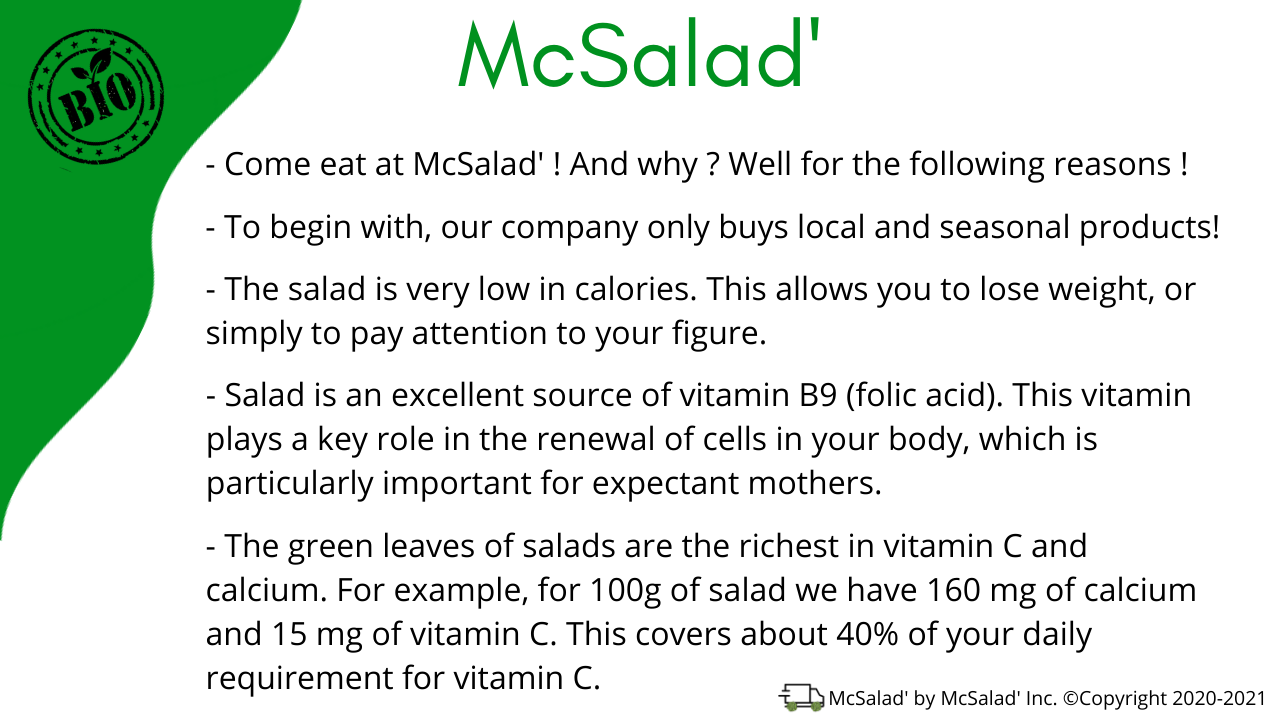 BIO
McSalad'
- Come eat at McSalad' ! And why ? Well for the following reasons !
- To begin with, our company only buys local and seasonal products!
- The salad is very low in calories. This allows you to lose weight, or
simply to pay attention to your figure.
- Salad is an excellent source of vitamin B9 (folic acid). This vitamin
plays a key role in the renewal of cells in your body, which is
particularly important for expectant mothers.
- The green leaves of salads are the richest in vitamin C and
calcium. For example, for 100g of salad we have 160 mg of calcium
and 15 mg of vitamin C. This covers about 40% of your daily
requirement for vitamin C.
McSalad' by McSalad' Inc. ©Copyright 2020-2021